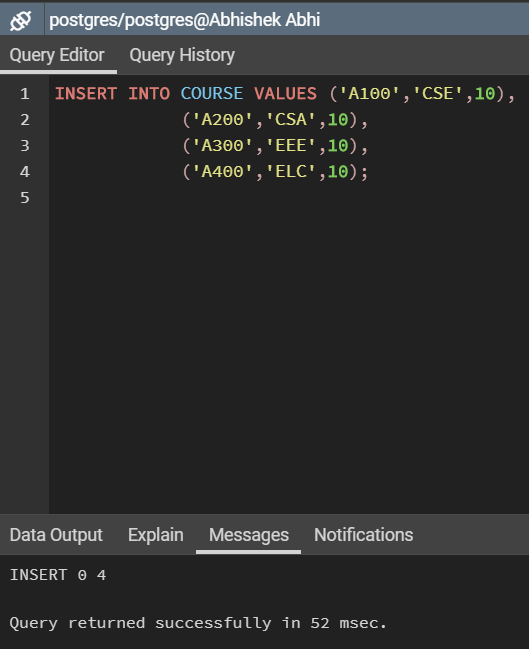 postgres/postgres@Abhishek Abhi
Query Editor Query History
1 INSERT INTO COURSE VALUES ('A100','CSE',10),
2 ('A200','CSA',10),
3 ('A300','EEE',10),
4 ('A400','ELC',10);
5
Data Output Explain Messages Notifications
INSERT 0 4
Query returned successfully in 52 msec.